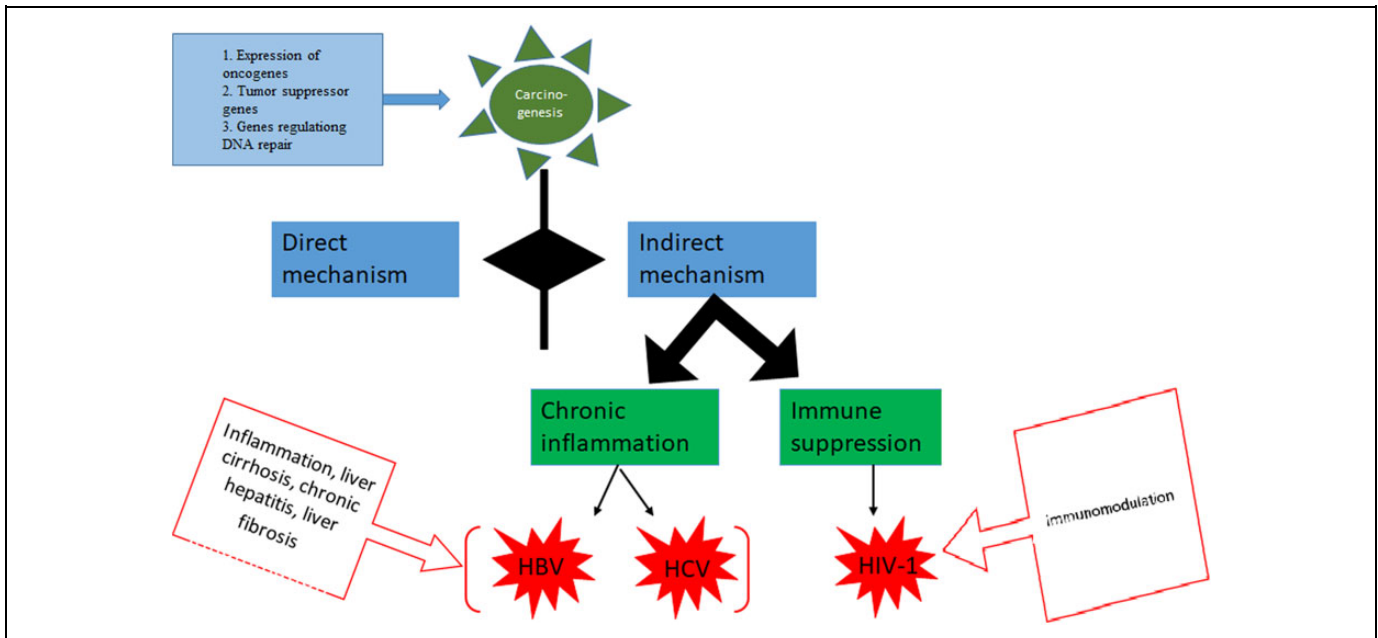 1. Expression of
oncogenes
2. Tumor suppressor
genes
3. Genes regulationg
DNA repair
Carcino-
genesis
Direct
mechanism
Indirect
mechanism
Chronic
inflammation
Immune
suppression
Inflammation, liver
cirrhosis, chronic
hepatitis, liver
fibrosis
HBV
HCV
HIV-1
immunomodulation